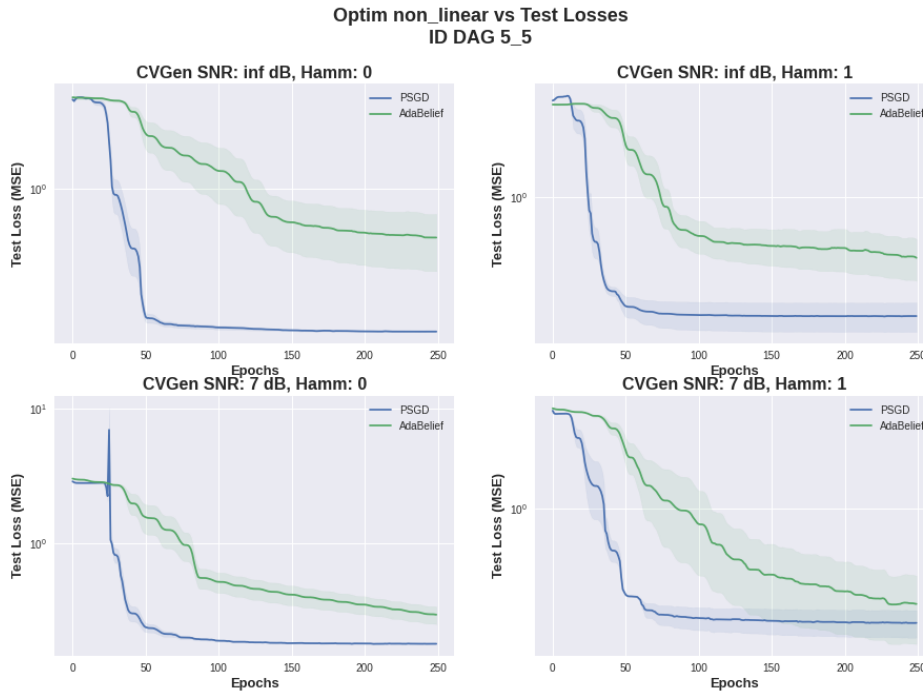 Optim non_linear vs Test Losses
ID DAG 5_5
CVGen SNR: inf dB, Hamm: 0
PSGD
AdaBelief
Test Loss (MSE)
10⁰
0 50 100 150 200 250
Epochs
CVGen SNR: inf dB, Hamm: 1
PSGD
AdaBelief
Test Loss (MSE)
10⁰
0 50 100 150 200 250
Epochs
CVGen SNR: 7 dB, Hamm: 0
PSGD
AdaBelief
Test Loss (MSE)
10¹
10⁰
0 50 100 150 200 250
Epochs
CVGen SNR: 7 dB, Hamm: 1
PSGD
AdaBelief
Test Loss (MSE)
10⁰
0 50 100 150 200 250
Epochs